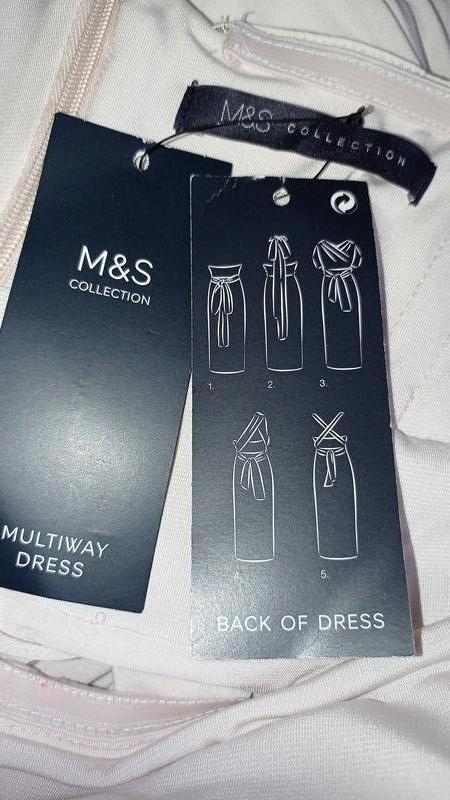 M&S COLLECTION
M&S
COLLECTION
MULTIWAY
DRESS
1.
2.
3.
4.
5.
BACK OF DRESS